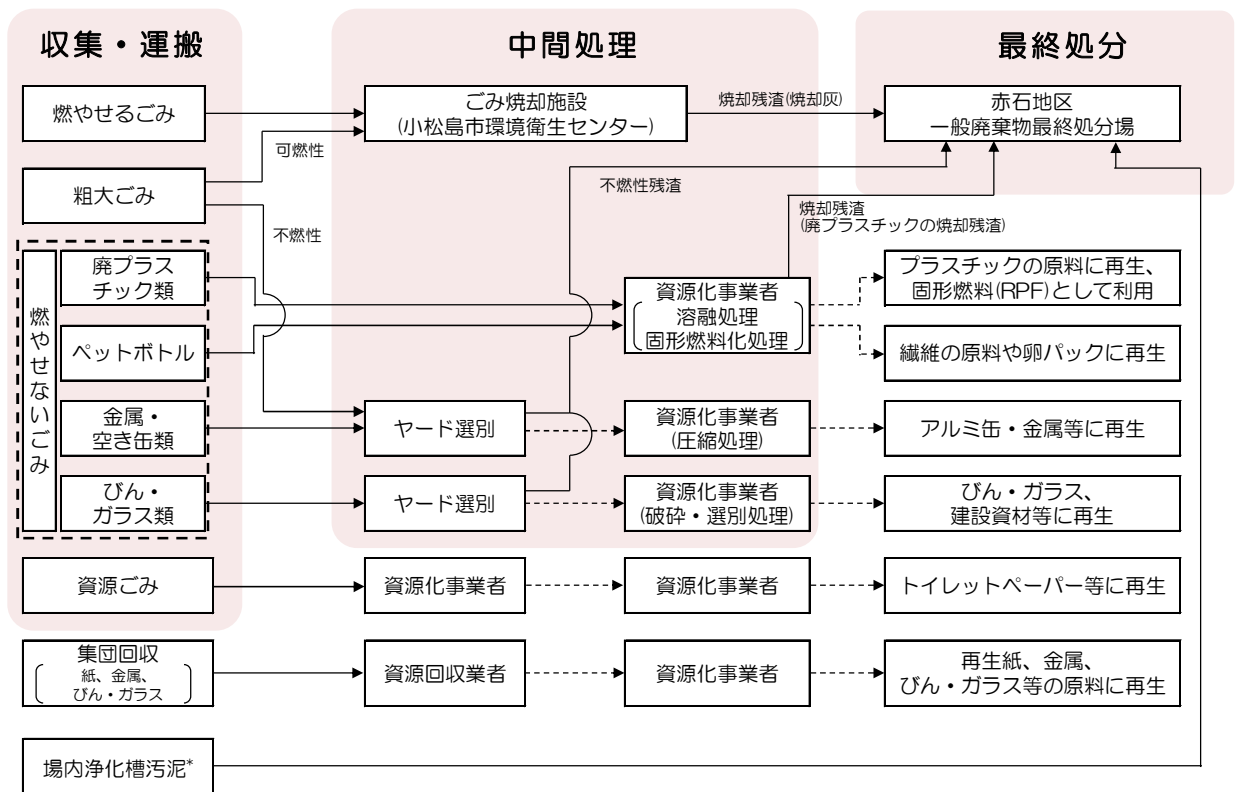 収集・運搬
中間処理
最終処分
燃やせるごみ
ごみ焼却施設
(小松島市環境衛生センター)
焼却残渣(焼却灰)
赤石地区
一般廃棄物最終処分場
可燃性
粗大ごみ
不燃性
不燃性残渣
焼却残渣
(廃プラスチックの焼却残渣)
燃やせないごみ
廃プラス
チック類
資源化事業者
溶融処理
固形燃料化処理
プラスチックの原料に再生、
固形燃料(RPF)として利用
ペットボトル
繊維の原料や卵パックに再生
金属・
空き缶類
ヤード選別
資源化事業者
(圧縮処理)
アルミ缶・金属等に再生
びん・
ガラス類
ヤード選別
資源化事業者
(破砕・選別処理)
びん・ガラス、
建設資材等に再生
資源ごみ
資源化事業者
資源化事業者
トイレットペーパー等に再生
集団回収
紙、金属、
びん・ガラス
資源回収業者
資源化事業者
再生紙、金属、
びん・ガラス等の原料に再生
場内浄化槽汚泥*